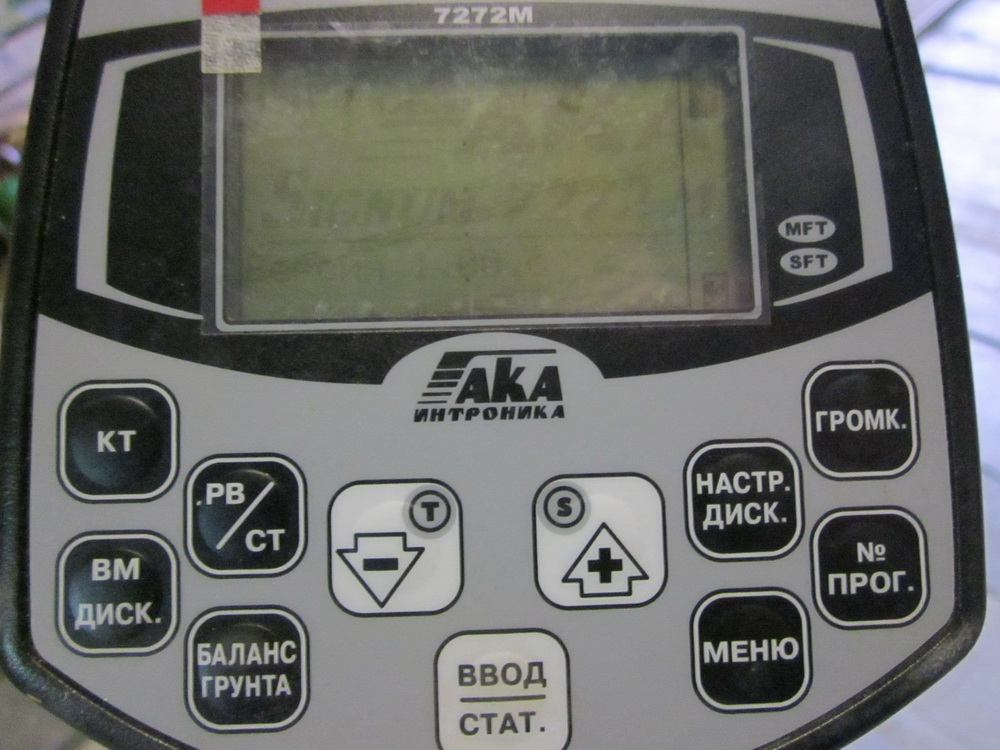 7272М
MFT
SFT
АКА
ИНТРОНИКА
КТ
ГРОМК.
РВ/СТ
T
S
НАСТР.
ДИСК.
ВМ
ДИСК.
№
ПРОГ.
БАЛАНС
ГРУНТА
МЕНЮ
ВВОД
СТАТ.